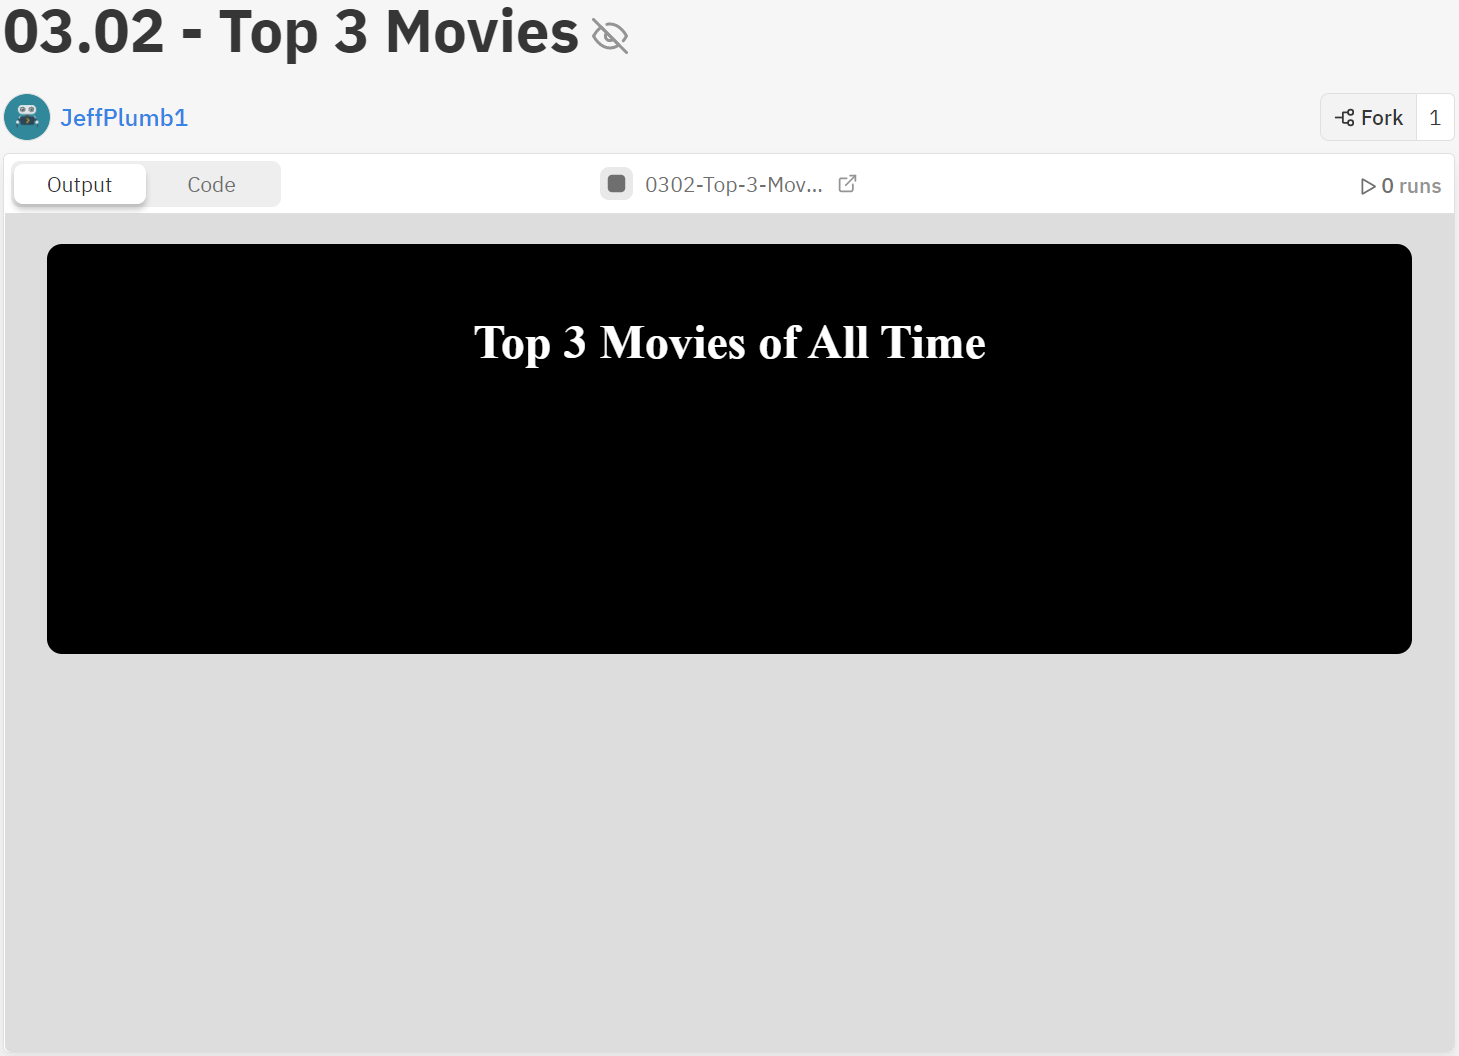 03.02 - Top 3 Movies
JeffPlumb1
Fork 1
Output Code 0302-Top-3-Mov... 0 runs
Top 3 Movies of All Time